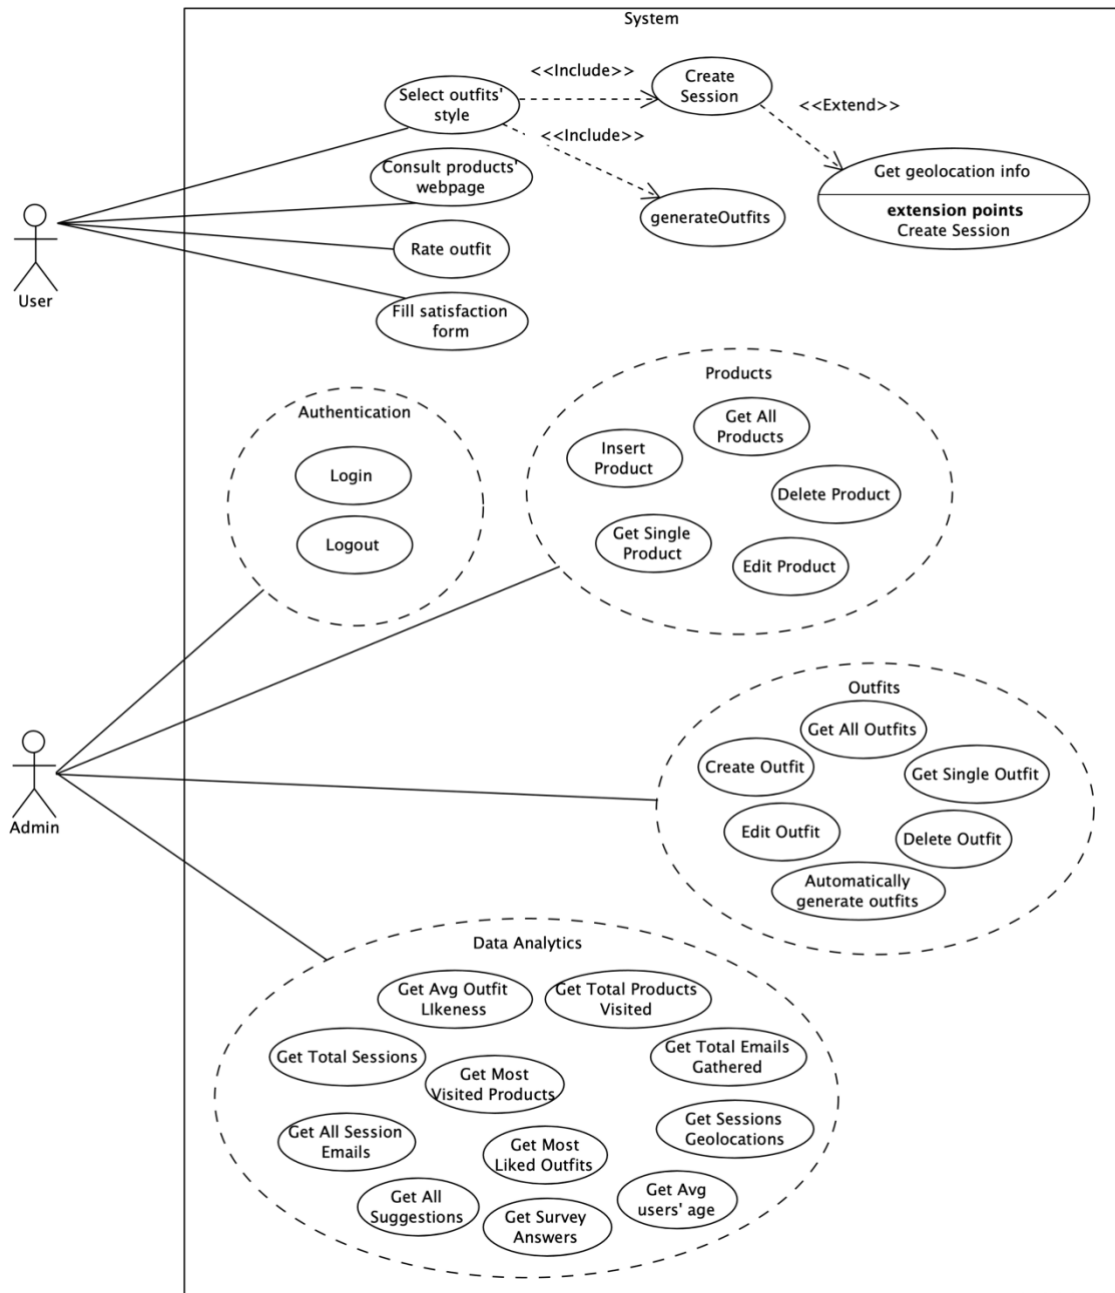 System
Select outfits'
style
<<Include>>
Create
Session
<<Extend>>
<<Include>>
Get geolocation info
extension points
Create Session
generateOutfits
Consult products'
webpage
Rate outfit
Fill satisfaction
form
User
Authentication
Login
Logout
Products
Get All
Products
Insert
Product
Delete Product
Get Single
Product
Edit Product
Outfits
Get All Outfits
Create Outfit
Get Single Outfit
Edit Outfit
Delete Outfit
Automatically
generate outfits
Admin
Data Analytics
Get Avg Outfit
LIkeness
Get Total Products
Visited
Get Total Sessions
Get Most
Visited Products
Get Total Emails
Gathered
Get All Session
Emails
Get Most
Liked Outfits
Get Sessions
Geolocations
Get All
Suggestions
Get Survey
Answers
Get Avg
users' age